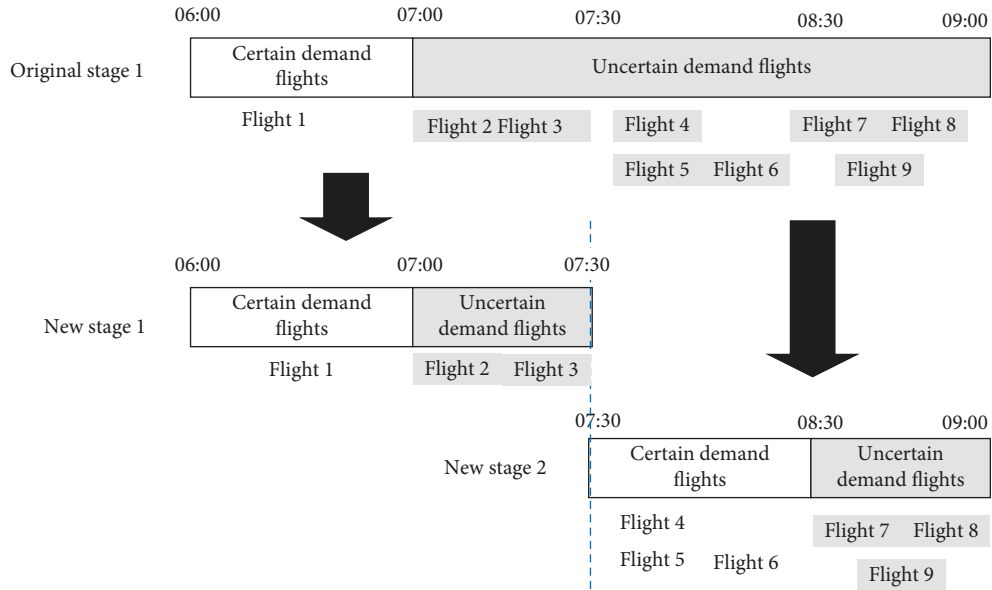 06:00 07:00 07:30 08:30 09:00
Original stage 1
Certain demand
flights
Uncertain demand flights
Flight 1
Flight 2 Flight 3
Flight 4
Flight 7 Flight 8
Flight 5 Flight 6
Flight 9
06:00 07:00 07:30
New stage 1
Certain demand
flights
Uncertain
demand flights
Flight 1
Flight 2 Flight 3
07:30 08:30 09:00
New stage 2
Certain demand
flights
Uncertain
demand flights
Flight 4
Flight 7 Flight 8
Flight 5 Flight 6
Flight 9